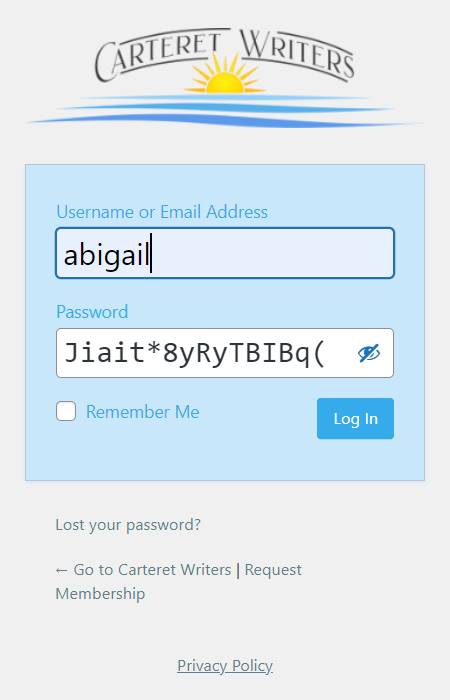 CARTERET WRITERS
Username or Email Address
abigail
Password
Jiait*8yRyTBIBq(
Remember Me
Log In
Lost your password?
← Go to Carteret Writers | Request
Membership
Privacy Policy